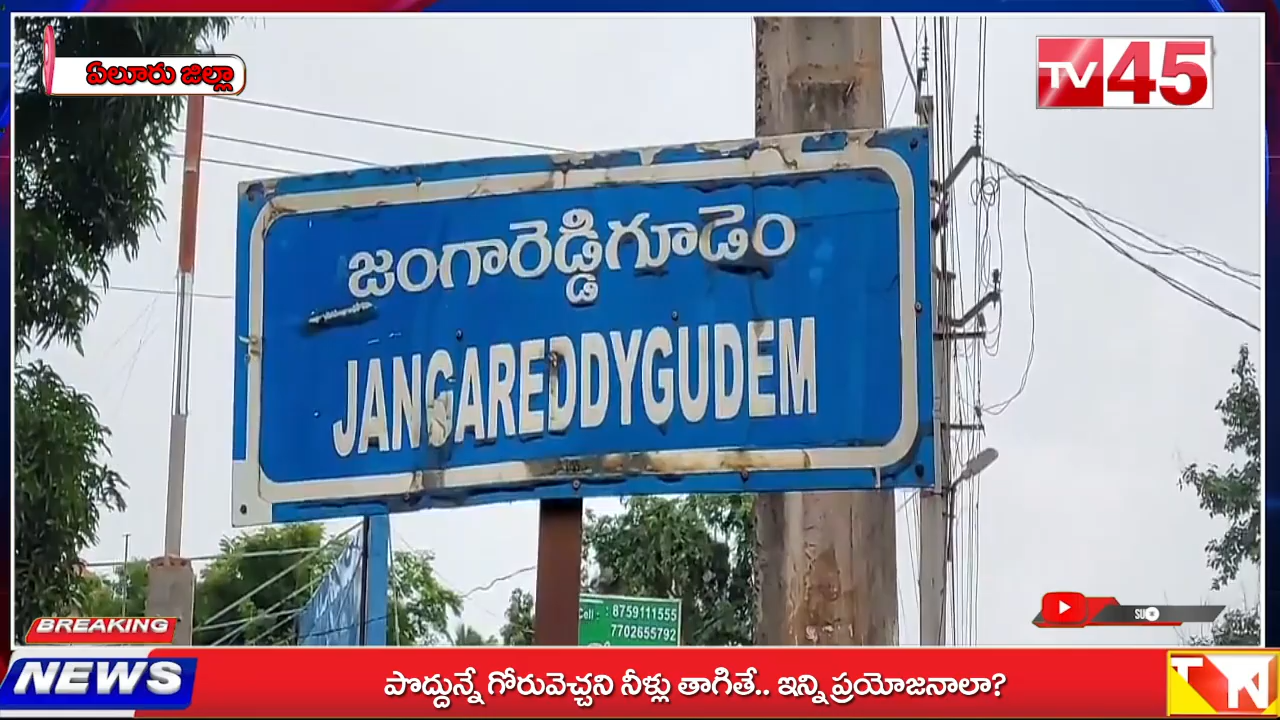 ఏలూరు జిల్లా
TV45
జంగారెడ్డిగూడెం
JANGAREDDYGUDEM
Cell : 8759111555
7702655792
BREAKING
NEWS
పొద్దున్నే గోరువెచ్చని నీళ్లు తాగితే.. ఇన్ని ప్రయోజనాలా?